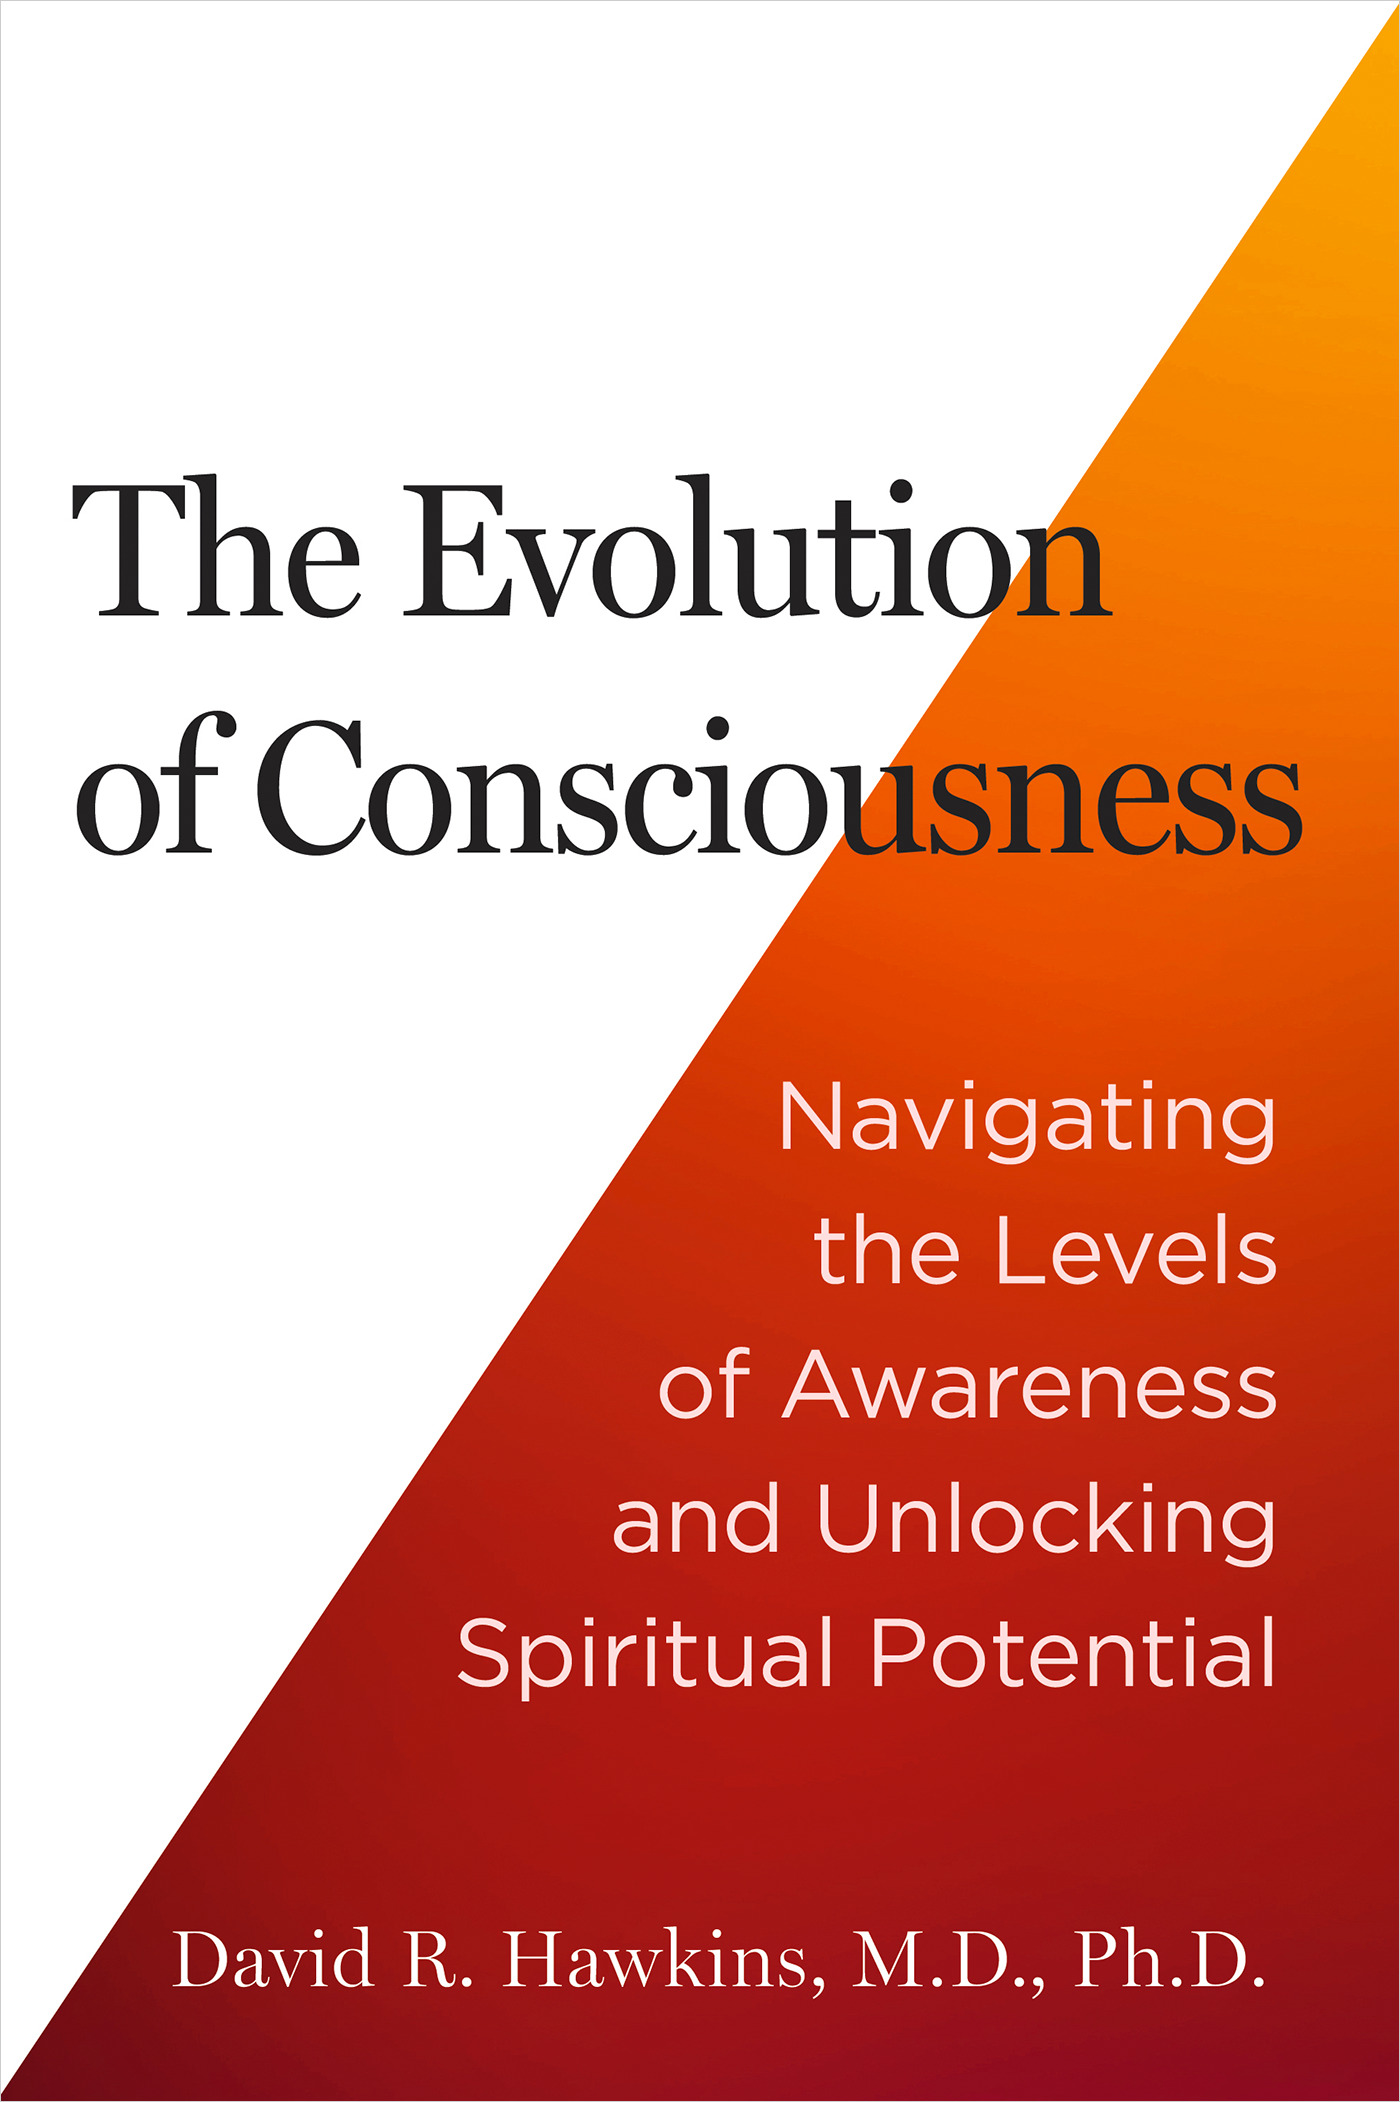 The Evolution
of Consciousness
Navigating
the Levels
of Awareness
and Unlocking
Spiritual Potential
David R. Hawkins, M.D., Ph.D.